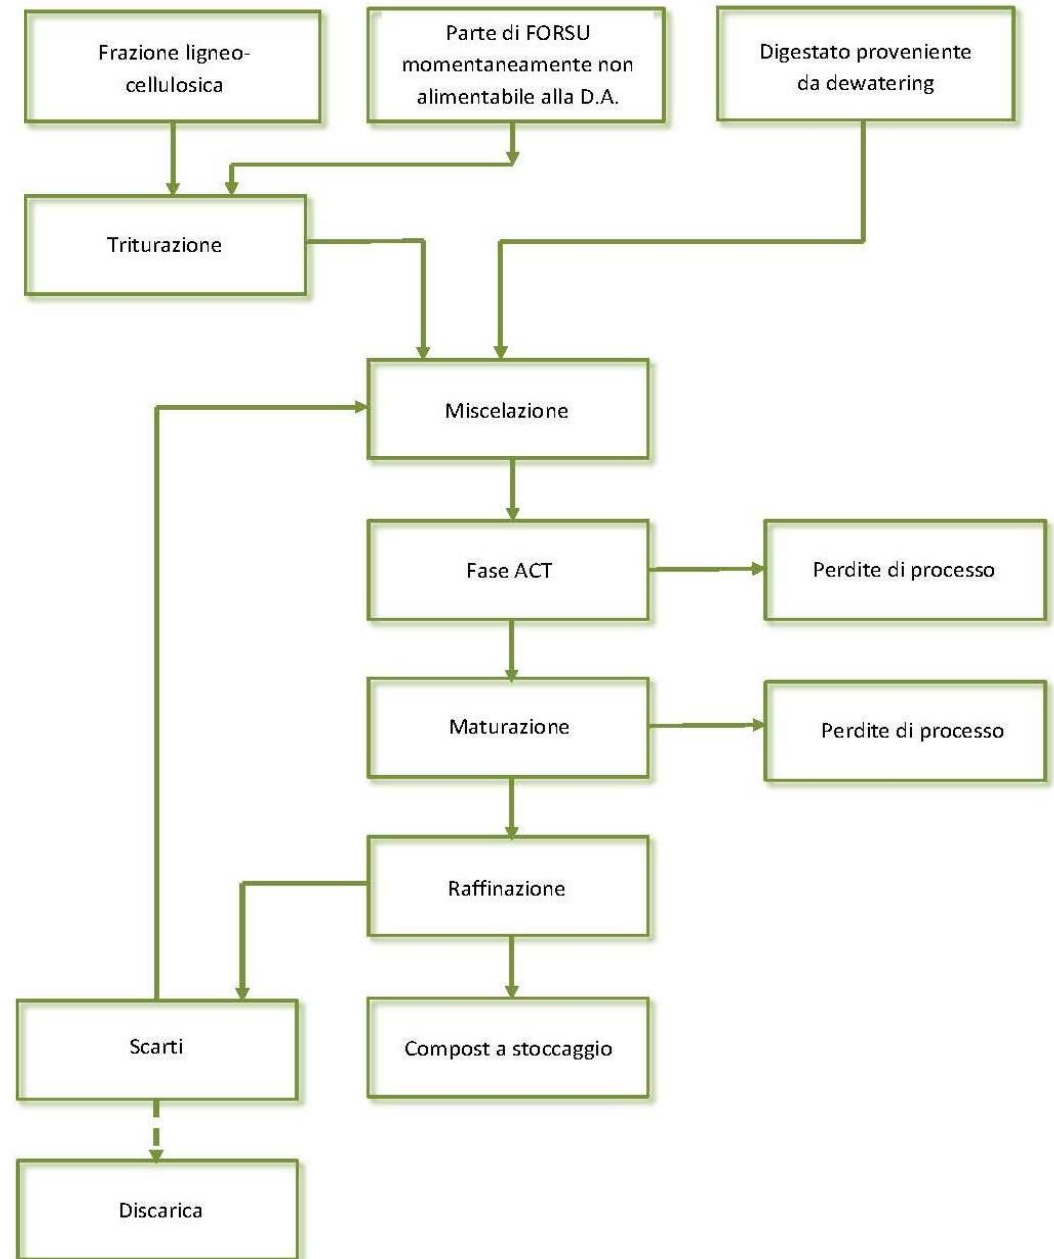 Frazione ligneo-
cellulosica
Parte di FORSU
momentaneamente non
alimentabile alla D.A.
Digestato proveniente
da dewatering
Triturazione
Miscelazione
Fase ACT
Perdite di processo
Maturazione
Perdite di processo
Raffinazione
Scarti
Compost a stoccaggio
Discarica